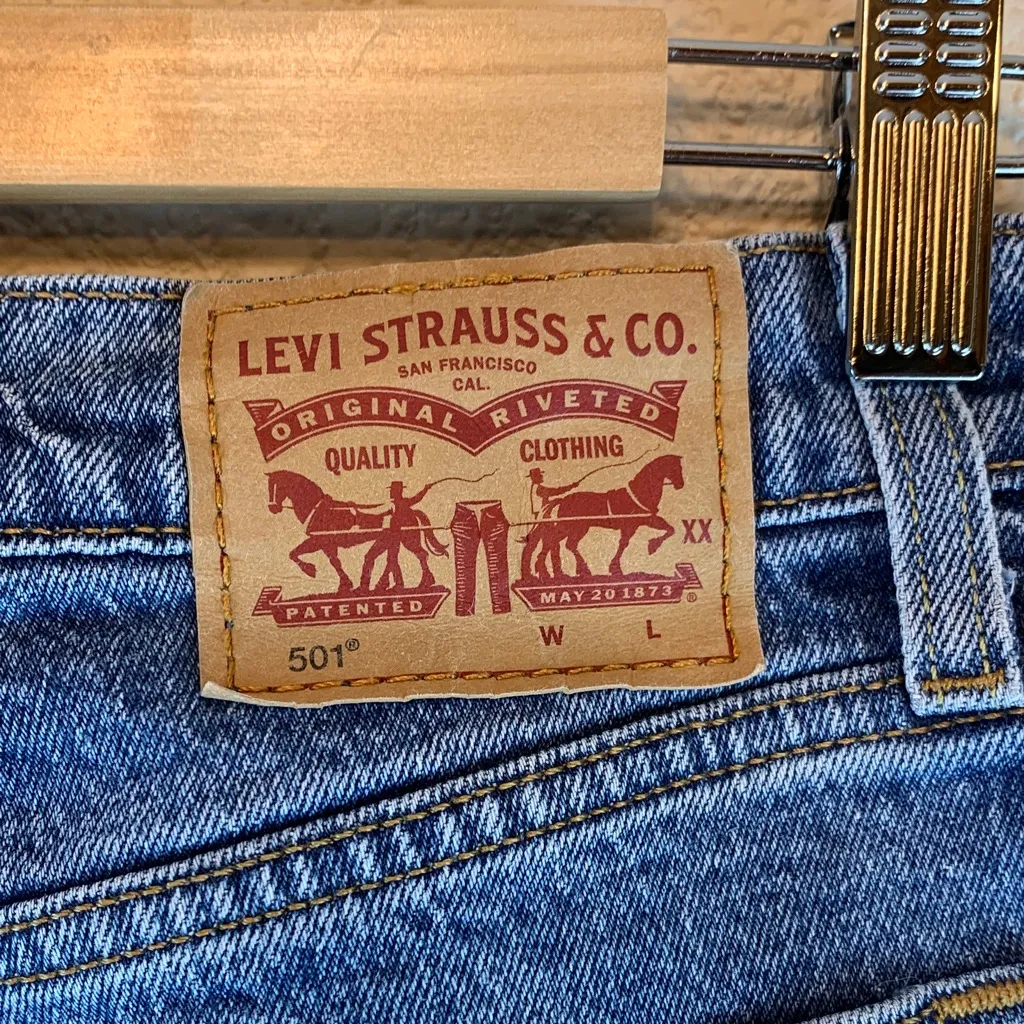 LEVI STRAUSS & CO.
SAN FRANCISCO
CAL.
ORIGINAL RIVETED
QUALITY CLOTHING
XX
PATENTED MAY 20 1873 ®
W L
501®